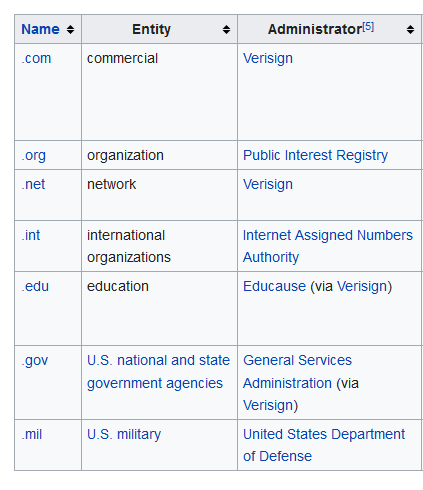 Name Entity Administrator[5]
.com commercial Verisign
.org organization Public Interest Registry
.net network Verisign
.int international Internet Assigned Numbers
organizations Authority
.edu education Educause (via Verisign)
.gov U.S. national and state General Services
government agencies Administration (via
Verisign)
.mil U.S. military United States Department
of Defense